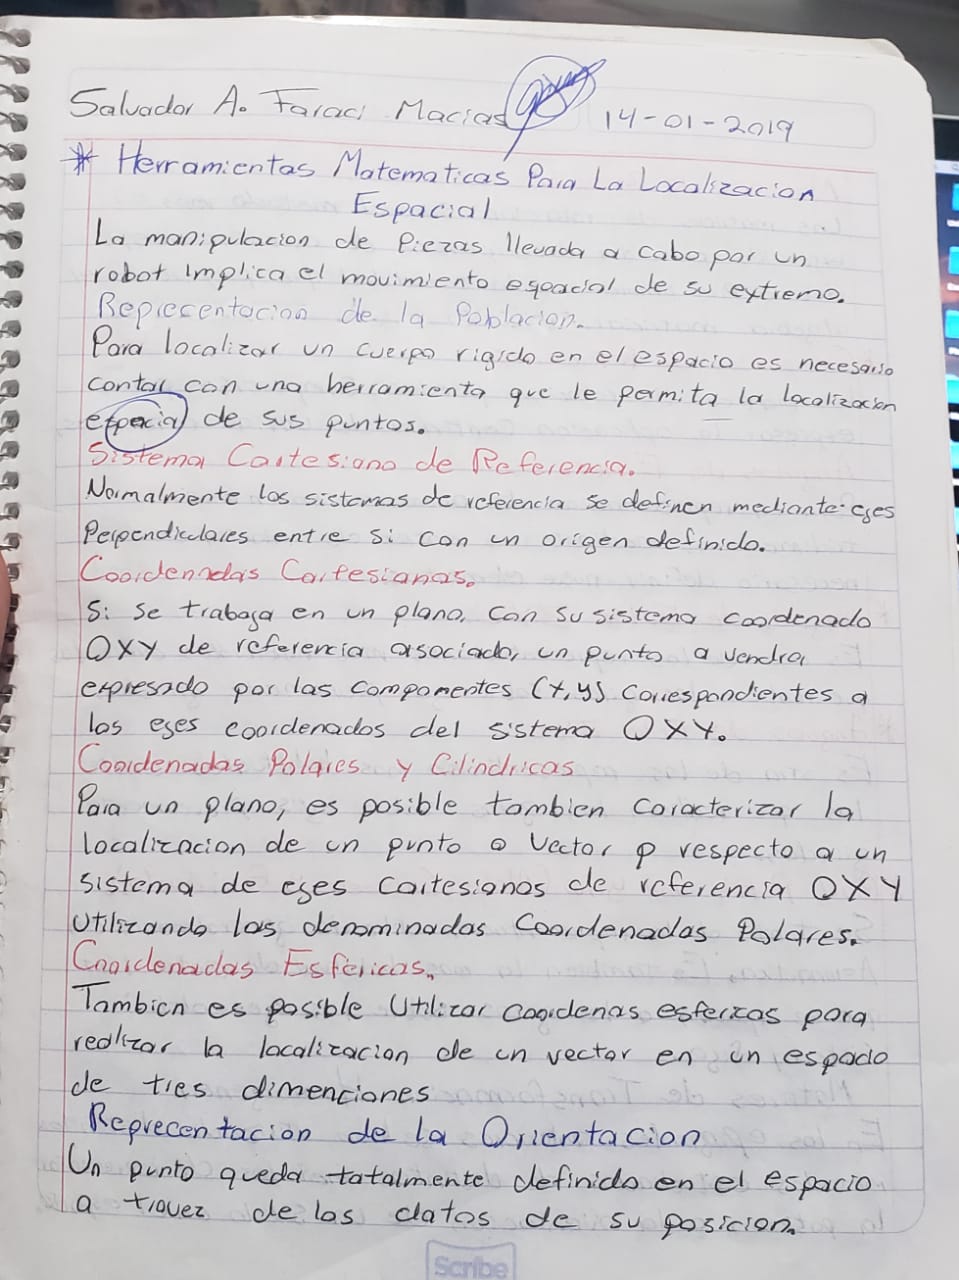 Salvador A. Faraci Macias 14-01-2019
* Herramientas Matematicas Para La Localizacion
Espacial
La manipulacion de Piezas llevada a cabo por un
robot implica el movimiento espacial de su extremo.
Reprecentacion de la Poblacion.
Para localizar un cuerpo rigido en el espacio es necesario
contar con una herramienta que le permita la localizacion
espacial de sus puntos.
Sistema Cartesiano de Referencia.
Normalmente los sistemas de referencia se definen mediante ejes
Perpendiculares entre si con un origen definido.
Coordenadas Cartesianas.
Si se trabaja en un plano, con su sistema coordenado
OXY de referencia asociado, un punto a vendra
expresado por las componentes (x,y) correspondientes a
los ejes coordenados del sistema OXY.
Coordenadas Polares y Cilindricas
Para un plano, es posible tambien caracterizar la
localizacion de un punto o Vector p respecto a un
sistema de ejes cartesianos de referencia OXY
Utilizando las denominadas Coordenadas Polares.
Coordenadas Esfericas.
Tambien es posible Utilizar coordenas esfericas para
realizar la localizacion de un vector en un espacio
de tres dimenciones
Reprecentacion de la Orientacion
Un punto queda totalmente definido en el espacio
a travez de los datos de su posicion.
Scribe